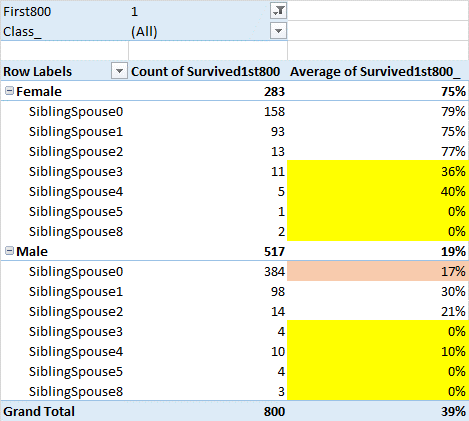 First800 1
Class_ (All)
Row Labels Count of Survived1st800 Average of Survived1st800_
Female 283 75%
SiblingSpouse0 158 79%
SiblingSpouse1 93 75%
SiblingSpouse2 13 77%
SiblingSpouse3 11 36%
SiblingSpouse4 5 40%
SiblingSpouse5 1 0%
SiblingSpouse8 2 0%
Male 517 19%
SiblingSpouse0 384 17%
SiblingSpouse1 98 30%
SiblingSpouse2 14 21%
SiblingSpouse3 4 0%
SiblingSpouse4 10 10%
SiblingSpouse5 4 0%
SiblingSpouse8 3 0%
Grand Total 800 39%